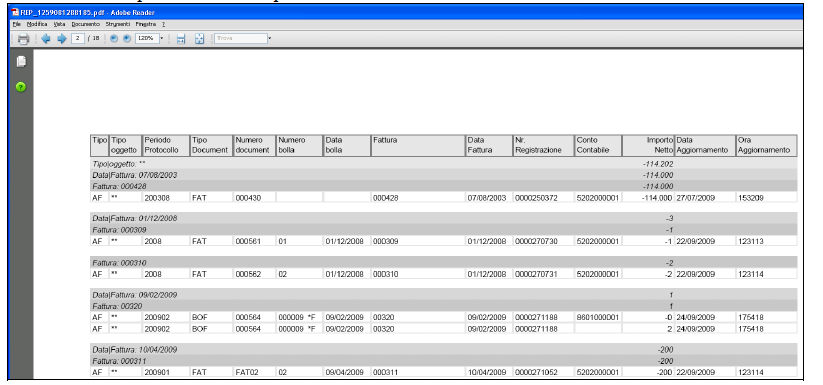 REP_1259081288185.pdf - Adobe Reader
File Modifica Vista Documento Strumenti Finestra ?
2 / 18 120% Trova
Tipo Tipo Periodo Tipo Numero Numero Data Fattura Data Nr. Conto Importo Data Ora
oggetto Protocollo Document document bolla bolla Fattura Registrazione Contabile Netto Aggiornamento Aggiornamento
Tipo|oggetto: ** -114.202
Data|Fattura: 07/08/2003 -114.000
Fattura: 000428 -114.000
AF ** 200308 FAT 000430 000428 07/08/2003 0000250372 5202000001 -114.000 27/07/2009 153209
Data|Fattura: 01/12/2008 -3
Fattura: 000309 -1
AF ** 2008 FAT 000561 01 01/12/2008 000309 01/12/2008 0000270730 5202000001 -1 22/09/2009 123113
Fattura: 000310 -2
AF ** 2008 FAT 000562 02 01/12/2008 000310 01/12/2008 0000270731 5202000001 -2 22/09/2009 123114
Data|Fattura: 09/02/2009 1
Fattura: 00320 1
AF ** 200902 BOF 000564 000009 *F 09/02/2009 00320 09/02/2009 0000271188 8601000001 -0 24/09/2009 175418
AF ** 200902 BOF 000564 000009 *F 09/02/2009 00320 09/02/2009 0000271188 2 24/09/2009 175418
Data|Fattura: 10/04/2009 -200
Fattura: 000311 -200
AF ** 200901 FAT FAT02 02 09/04/2009 000311 10/04/2009 0000271052 5202000001 -200 22/09/2009 123114